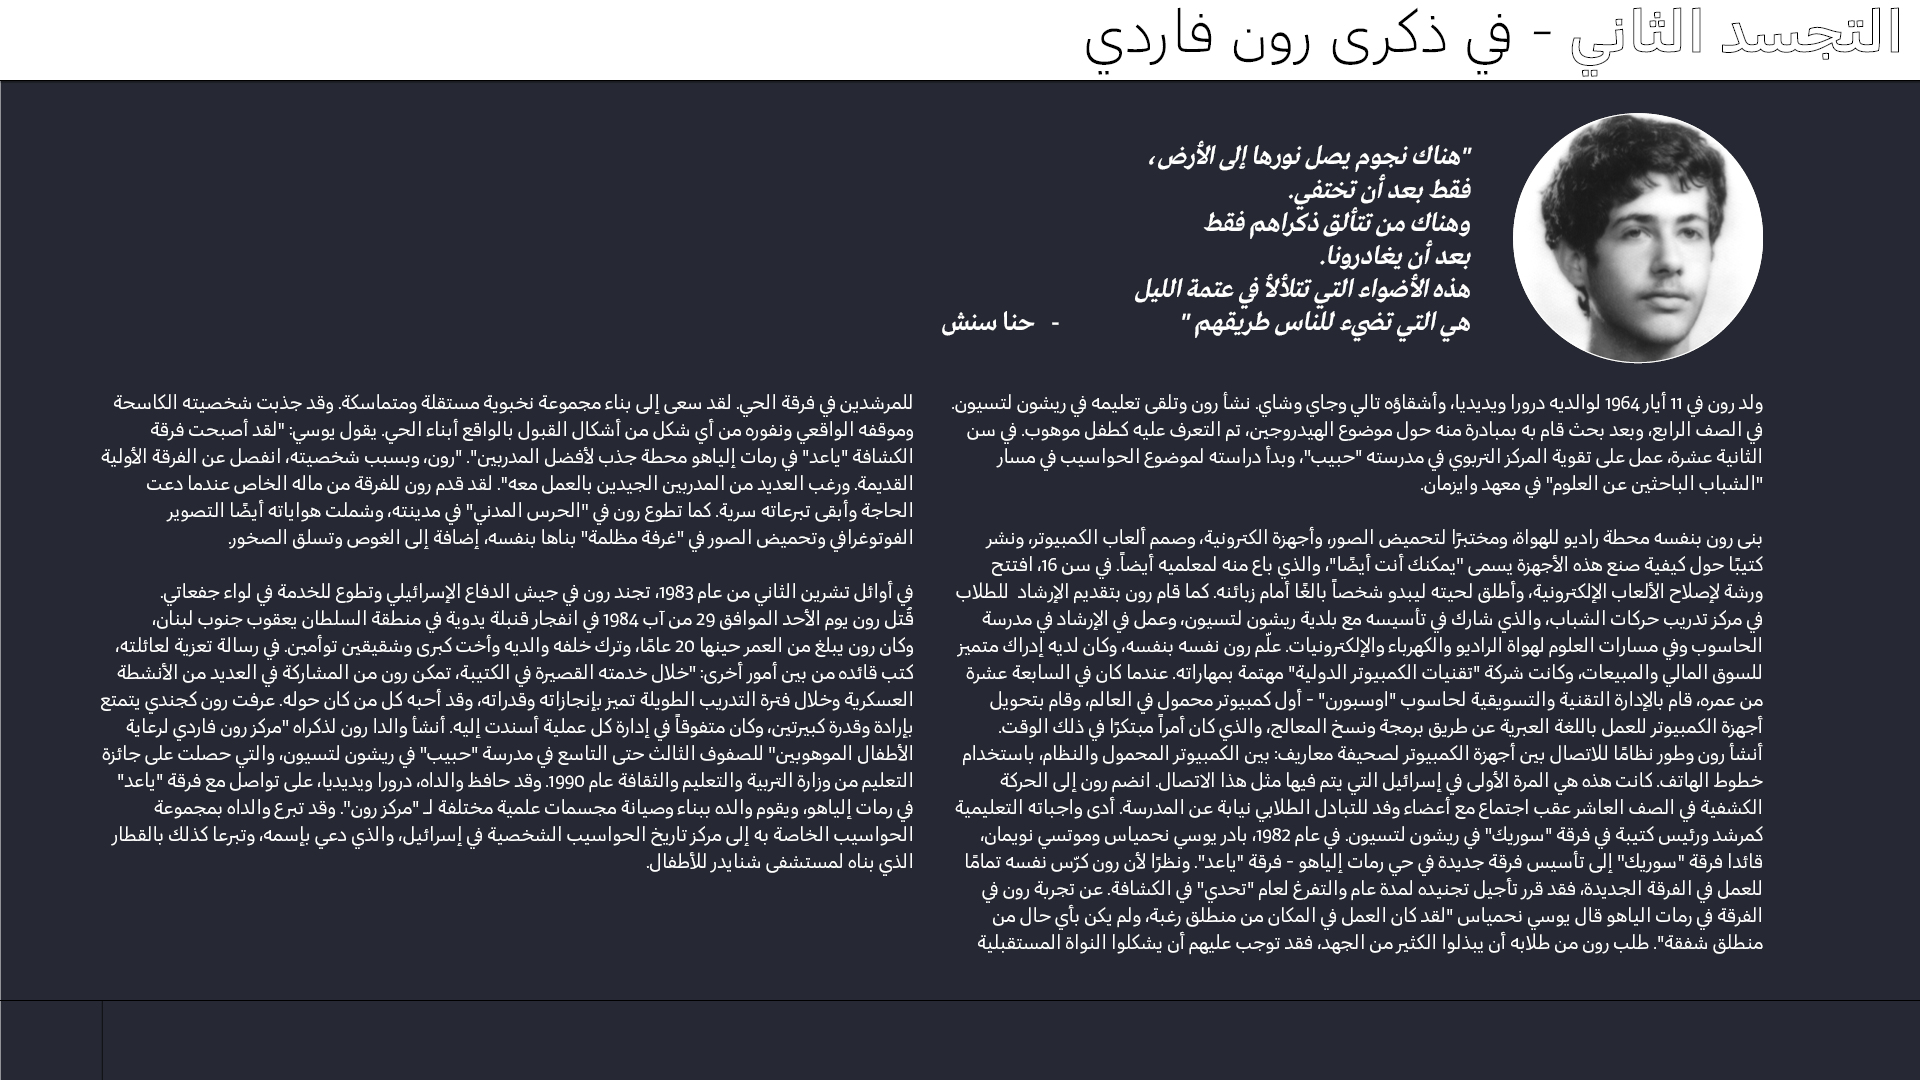 التجسد الثاني - في ذكرى رون فاردي
"هناك نجوم يصل نورها إلى الأرض،
فقط بعد أن تختفي.
وهناك من تتألق ذكراهم فقط
بعد أن يغادرونا.
هذه الأضواء التي تتلألأ في عتمة الليل
هي التي تضيء للناس طريقهم " - حنا سنش
ولد رون في 11 أيار 1964 لوالديه درورا ويديديا، وأشقاؤه تالي وجاي وشاي. نشأ رون وتلقى تعليمه في ريشون لتسيون.
في الصف الرابع، وبعد بحث قام به بمبادرة منه حول موضوع الهيدروجين، تم التعرف عليه كطفل موهوب. في سن
الثانية عشرة، عمل على تقوية المركز التربوي في مدرسته "حبيب"، وبدأ دراسته لموضوع الحواسيب في مسار
"الشباب الباحثين عن العلوم" في معهد وايزمان.
بنى رون بنفسه محطة راديو للهواة، ومختبرًا لتحميض الصور، وأجهزة الكترونية، وصمم ألعاب الكمبيوتر، ونشر
كتيبًا حول كيفية صنع هذه الأجهزة يسمى "يمكنك أنت أيضًا"، والذي باع منه لمعلميه أيضاً. في سن 16، افتتح
ورشة لإصلاح الألعاب الإلكترونية، وأطلق لحيته ليبدو شخصاً بالغًا أمام زبائنه. كما قام رون بتقديم الإرشاد للطلاب
في مركز تدريب حركات الشباب، والذي شارك في تأسيسه مع بلدية ريشون لتسيون، وعمل في الإرشاد في مدرسة
الحاسوب وفي مسارات العلوم لهواة الراديو والكهرباء والإلكترونيات. علّم رون نفسه بنفسه، وكان لديه إدراك متميز
للسوق المالي والمبيعات، وكانت شركة "تقنيات الكمبيوتر الدولية" مهتمة بمهاراته. عندما كان في السابعة عشرة
من عمره، قام بالإدارة التقنية والتسويقية لحاسوب "اوسبورن" - أول كمبيوتر محمول في العالم، وقام بتحويل
أجهزة الكمبيوتر للعمل باللغة العبرية عن طريق برمجة ونسخ المعالج، والذي كان أمراً مبتكرًا في ذلك الوقت.
أنشأ رون وطور نظامًا للاتصال بين أجهزة الكمبيوتر لصحيفة معاريف: بين الكمبيوتر المحمول والنظام، باستخدام
خطوط الهاتف. كانت هذه هي المرة الأولى في إسرائيل التي يتم فيها مثل هذا الاتصال. انضم رون إلى الحركة
الكشفية في الصف العاشر عقب اجتماع مع أعضاء وفد للتبادل الطلابي نيابة عن المدرسة. أدى واجباته التعليمية
كمرشد ورئيس كتيبة في فرقة "سوريك" في ريشون لتسيون. في عام 1982، بادر يوسي نحمياس وموتسي نويمان،
قائدا فرقة "سوريك" إلى تأسيس فرقة جديدة في حي رمات إلياهو - فرقة "ياعد". ونظرًا لأن رون كرّس نفسه تمامًا
للعمل في الفرقة الجديدة، فقد قرر تأجيل تجنيده لمدة عام والتفرغ لعام "تحدي" في الكشافة. عن تجربة رون في
الفرقة في رمات الياهو قال يوسي نحمياس "لقد كان العمل في المكان من منطلق رغبة، ولم يكن بأي حال من
منطلق شفقة". طلب رون من طلابه أن يبذلوا الكثير من الجهد، فقد توجب عليهم أن يشكلوا النواة المستقبلية
للمرشدين في فرقة الحي. لقد سعى إلى بناء مجموعة نخبوية مستقلة ومتماسكة. وقد جذبت شخصيته الكاسحة
وموقفه الواقعي ونفوره من أي شكل من أشكال القبول بالواقع أبناء الحي. يقول يوسي: "لقد أصبحت فرقة
الكشافة "ياعد" في رمات إلياهو محطة جذب لأفضل المدربين". "رون، وبسبب شخصيته، انفصل عن الفرقة الأولية
القديمة. ورغب العديد من المدربين الجيدين بالعمل معه". لقد قدم رون للفرقة من ماله الخاص عندما دعت
الحاجة وأبقى تبرعاته سرية. كما تطوع رون في "الحرس المدني" في مدينته، وشملت هواياته أيضًا التصوير
الفوتوغرافي وتحميض الصور في "غرفة مظلمة" بناها بنفسه، إضافة إلى الغوص وتسلق الصخور.
في أوائل تشرين الثاني من عام 1983، تجند رون في جيش الدفاع الإسرائيلي وتطوع للخدمة في لواء جفعاتي.
قُتل رون يوم الأحد الموافق 29 من آب 1984 في انفجار قنبلة يدوية في منطقة السلطان يعقوب جنوب لبنان،
وكان رون يبلغ من العمر حينها 20 عامًا، وترك خلفه والديه وأخت كبرى وشقيقين توأمين. في رسالة تعزية لعائلته،
كتب قائده من بين أمور أخرى: "خلال خدمته القصيرة في الكتيبة، تمكن رون من المشاركة في العديد من الأنشطة
العسكرية وخلال فترة التدريب الطويلة تميز بإنجازاته وقدراته، وقد أحبه كل من كان حوله. عرفت رون كجندي يتمتع
بإرادة وقدرة كبيرتين، وكان متفوقاً في إدارة كل عملية أسندت إليه. أنشأ والدا رون لذكراه "مركز رون فاردي لرعاية
الأطفال الموهوبين" للصفوف الثالث حتى التاسع في مدرسة "حبيب" في ريشون لتسيون، والتي حصلت على جائزة
التعليم من وزارة التربية والتعليم والثقافة عام 1990. وقد حافظ والداه، درورا ويديديا، على تواصل مع فرقة "ياعد"
في رمات إلياهو، ويقوم والده ببناء وصيانة مجسمات علمية مختلفة لـ "مركز رون". وقد تبرع والداه بمجموعة
الحواسيب الخاصة به إلى مركز تاريخ الحواسيب الشخصية في إسرائيل، والذي دعي بإسمه، وتبرعا كذلك بالقطار
الذي بناه لمستشفى شنايدر للأطفال.